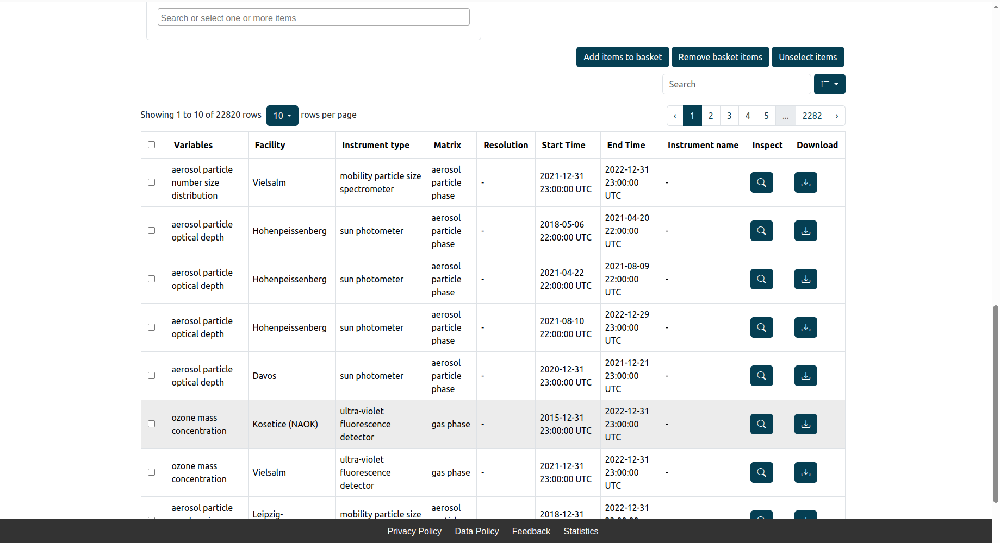 Search or select one or more items
Add items to basket Remove basket items Unselect items
Search
Showing 1 to 10 of 22820 rows 10 rows per page ‹ 1 2 3 4 5 ... 2282 ›
Variables Facility Instrument type Matrix Resolution Start Time End Time Instrument name Inspect Download
aerosol particle number size distribution Vielsalm mobility particle size spectrometer aerosol particle phase - 2021-12-31 23:00:00 UTC 2022-12-31 23:00:00 UTC -
aerosol particle optical depth Hohenpeissenberg sun photometer aerosol particle phase - 2018-05-06 22:00:00 UTC 2021-04-20 22:00:00 UTC -
aerosol particle optical depth Hohenpeissenberg sun photometer aerosol particle phase - 2021-04-22 22:00:00 UTC 2021-08-09 22:00:00 UTC -
aerosol particle optical depth Hohenpeissenberg sun photometer aerosol particle phase - 2021-08-10 22:00:00 UTC 2022-12-29 23:00:00 UTC -
aerosol particle optical depth Davos sun photometer aerosol particle phase - 2020-12-31 23:00:00 UTC 2021-12-21 23:00:00 UTC -
ozone mass concentration Kosetice (NAOK) ultra-violet fluorescence detector gas phase - 2015-12-31 23:00:00 UTC 2022-12-31 23:00:00 UTC -
ozone mass concentration Vielsalm ultra-violet fluorescence detector gas phase - 2021-12-31 23:00:00 UTC 2022-12-31 23:00:00 UTC -
aerosol particle Leipzig- mobility particle size aerosol 2018-12-31 2022-12-31
Privacy Policy Data Policy Feedback Statistics